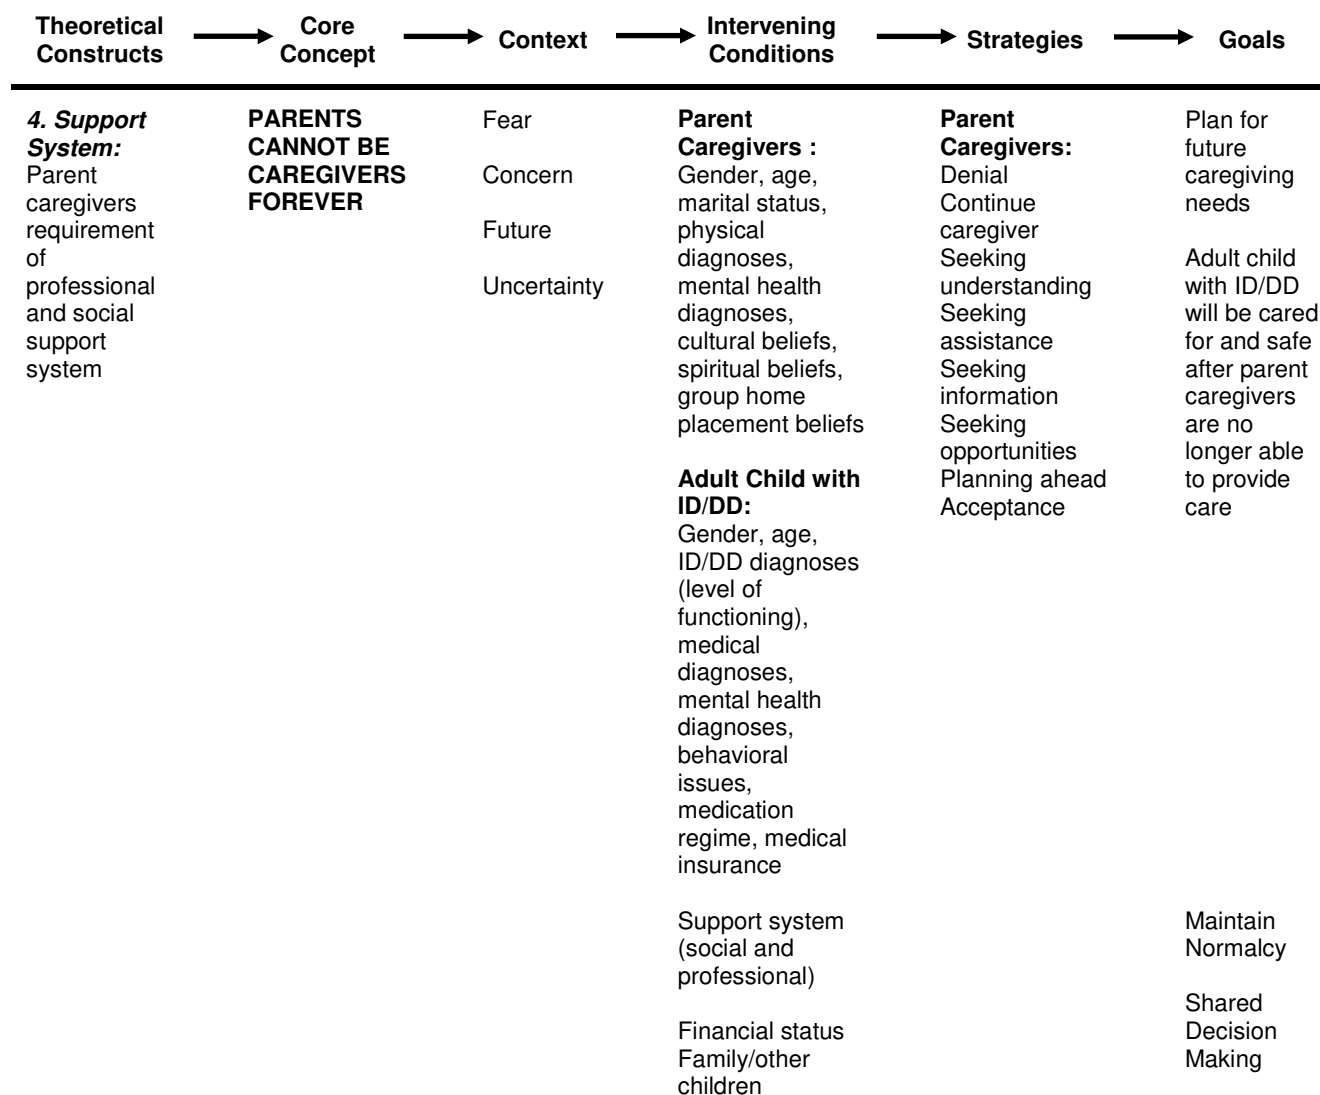 Theoretical
Constructs
Core
Concept
Context
Intervening
Conditions
Strategies
Goals
4. Support
System:
Parent
caregivers
requirement
of
professional
and social
support
system
PARENTS
CANNOT BE
CAREGIVERS
FOREVER
Fear
Concern
Future
Uncertainty
Parent
Caregivers :
Gender, age,
marital status,
physical
diagnoses,
mental health
diagnoses,
cultural beliefs,
spiritual beliefs,
group home
placement beliefs
Adult Child with
ID/DD:
Gender, age,
ID/DD diagnoses
(level of
functioning),
medical
diagnoses,
mental health
diagnoses,
behavioral
issues,
medication
regime, medical
insurance
Support system
(social and
professional)
Financial status
Family/other
children
Parent
Caregivers:
Denial
Continue
caregiver
Seeking
understanding
Seeking
assistance
Seeking
information
Seeking
opportunities
Planning ahead
Acceptance
Plan for
future
caregiving
needs
Adult child
with ID/DD
will be cared
for and safe
after parent
caregivers
are no
longer able
to provide
care
Maintain
Normalcy
Shared
Decision
Making